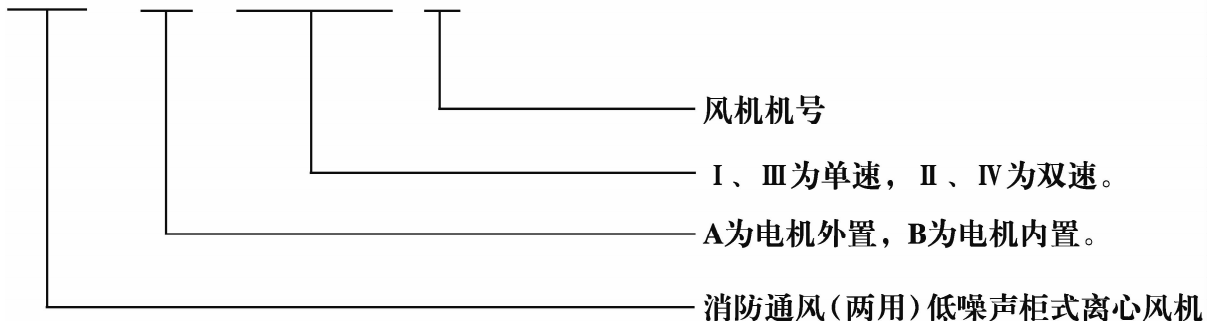 风机机号
Ⅰ、Ⅲ为单速，Ⅱ、Ⅳ为双速。
A为电机外置，B为电机内置。
消防通风(两用)低噪声柜式离心风机